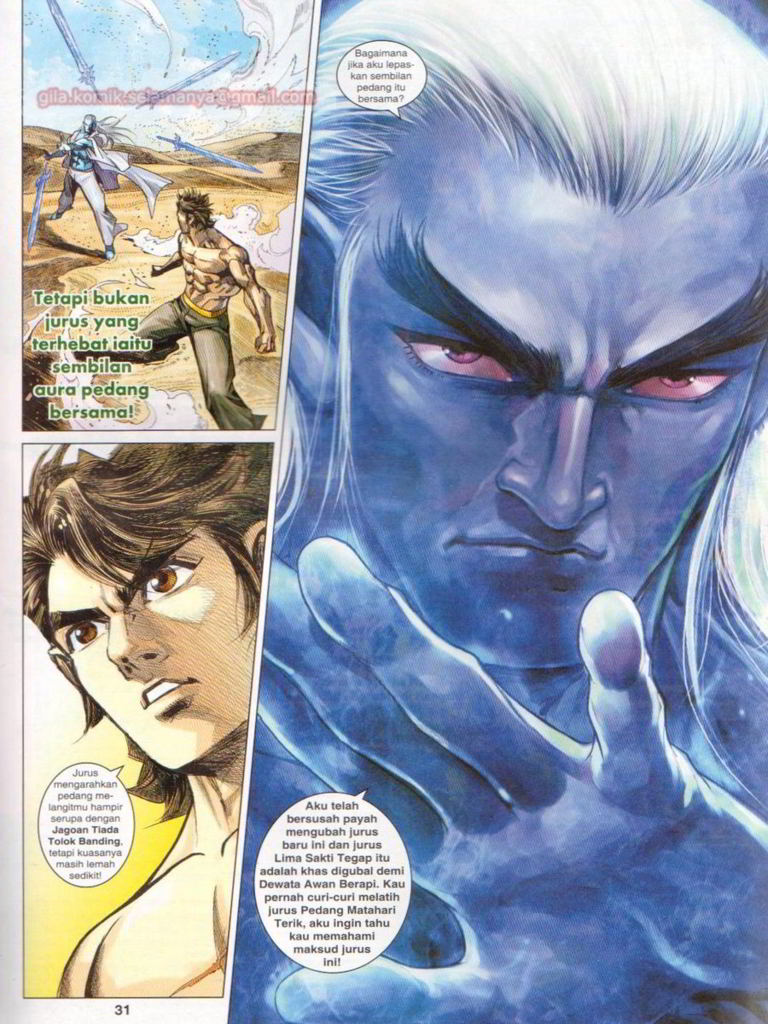 gila.komik.selamanya@gmail.com
Tetapi bukan
jurus yang
terhebat iaitu
sembilan
aura pedang
bersama!
Bagaimana
jika aku lepas-
kan sembilan
pedang itu
bersama?
Jurus
mengarahkan
pedang me-
langitmu hampir
serupa dengan
Jagoan Tiada
Tolok Banding,
tetapi kuasanya
masih lemah
sedikit!
Aku telah
bersusah payah
mengubah jurus
baru ini dan jurus
Lima Sakti Tegap itu
adalah khas digubal demi
Dewata Awan Berapi. Kau
pernah curi-curi melatih
jurus Pedang Matahari
Terik, aku ingin tahu
kau memahami
maksud jurus
ini!
31